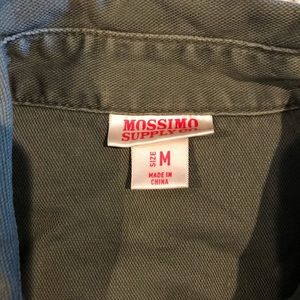 MOSSIMO
SUPPLY CO.
SIZE M
MADE IN
CHINA